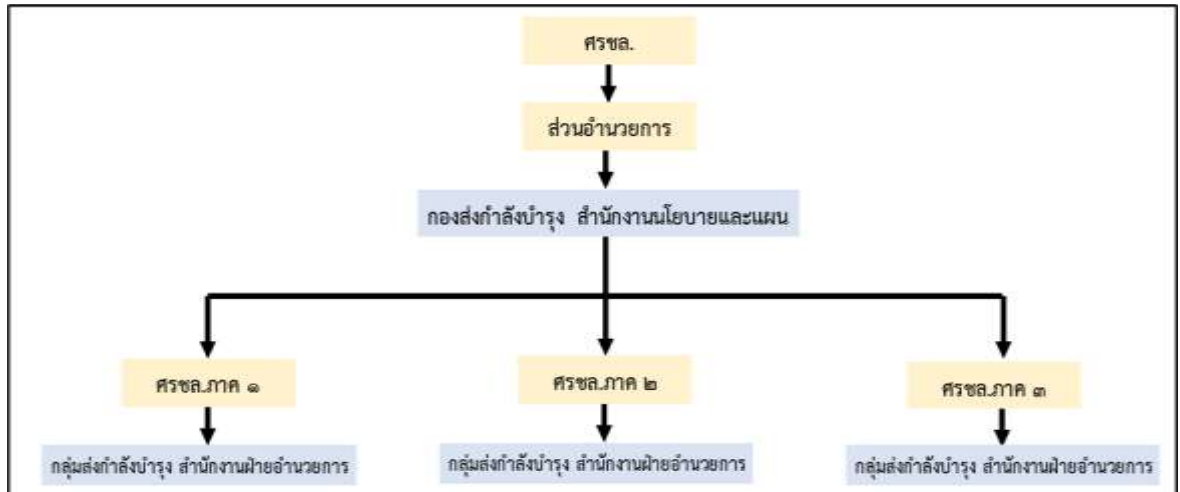 ศรชล.
ส่วนอำนวยการ
กองส่งกำลังบำรุง สำนักงานนโยบายและแผน
ศรชล.ภาค ๑
ศรชล.ภาค ๒
ศรชล.ภาค ๓
กลุ่มส่งกำลังบำรุง สำนักงานฝ่ายอำนวยการ
กลุ่มส่งกำลังบำรุง สำนักงานฝ่ายอำนวยการ
กลุ่มส่งกำลังบำรุง สำนักงานฝ่ายอำนวยการ